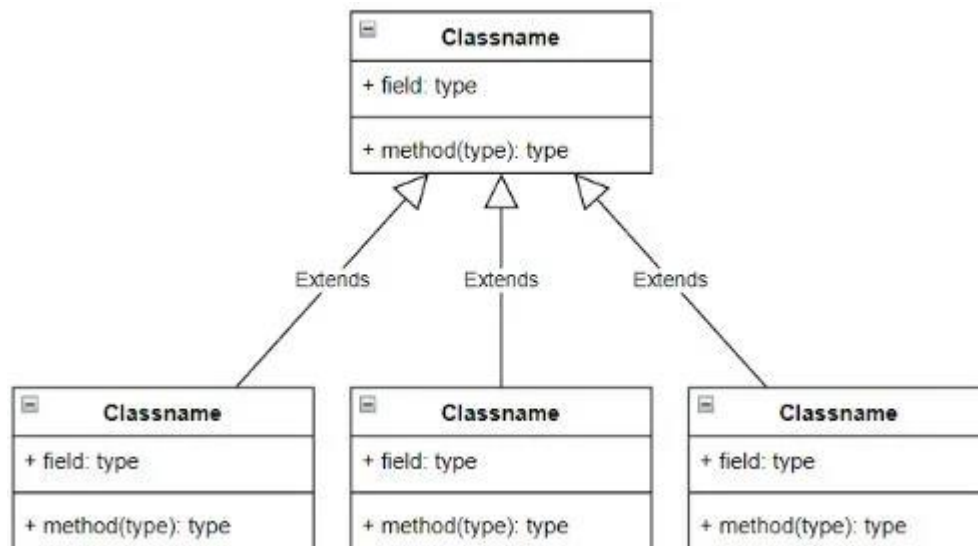 Classname
+ field: type
+ method(type): type
Extends
Extends
Extends
Classname
+ field: type
+ method(type): type
Classname
+ field: type
+ method(type): type
Classname
+ field: type
+ method(type): type